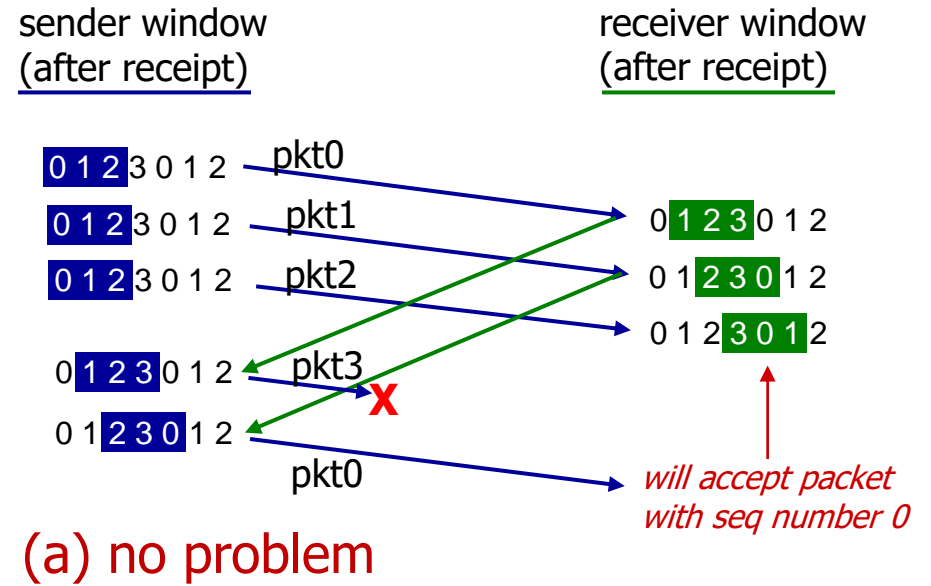 sender window
(after receipt)
receiver window
(after receipt)
0 1 2 3 0 1 2
pkt0
0 1 2 3 0 1 2
pkt1
0 1 2 3 0 1 2
0 1 2 3 0 1 2
pkt2
0 1 2 3 0 1 2
0 1 2 3 0 1 2
0 1 2 3 0 1 2
pkt3
X
0 1 2 3 0 1 2
pkt0
will accept packet
with seq number 0
(a) no problem